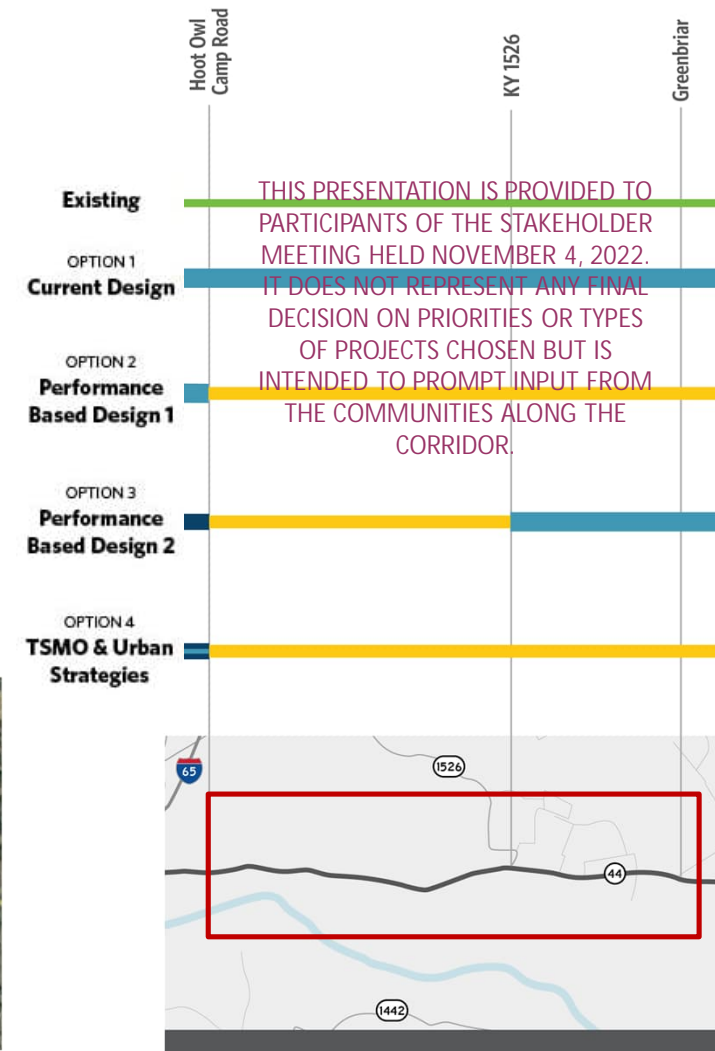 Hoot Owl
Camp Road
KY 1526
Greenbriar
Existing
THIS PRESENTATION IS PROVIDED TO
PARTICIPANTS OF THE STAKEHOLDER
MEETING HELD NOVEMBER 4, 2022.
IT DOES NOT REPRESENT ANY FINAL
DECISION ON PRIORITIES OR TYPES
OF PROJECTS CHOSEN BUT IS
INTENDED TO PROMPT INPUT FROM
THE COMMUNITIES ALONG THE
CORRIDOR.
OPTION 1
Current Design
OPTION 2
Performance
Based Design 1
OPTION 3
Performance
Based Design 2
OPTION 4
TSMO & Urban
Strategies
65
1526
44
1442